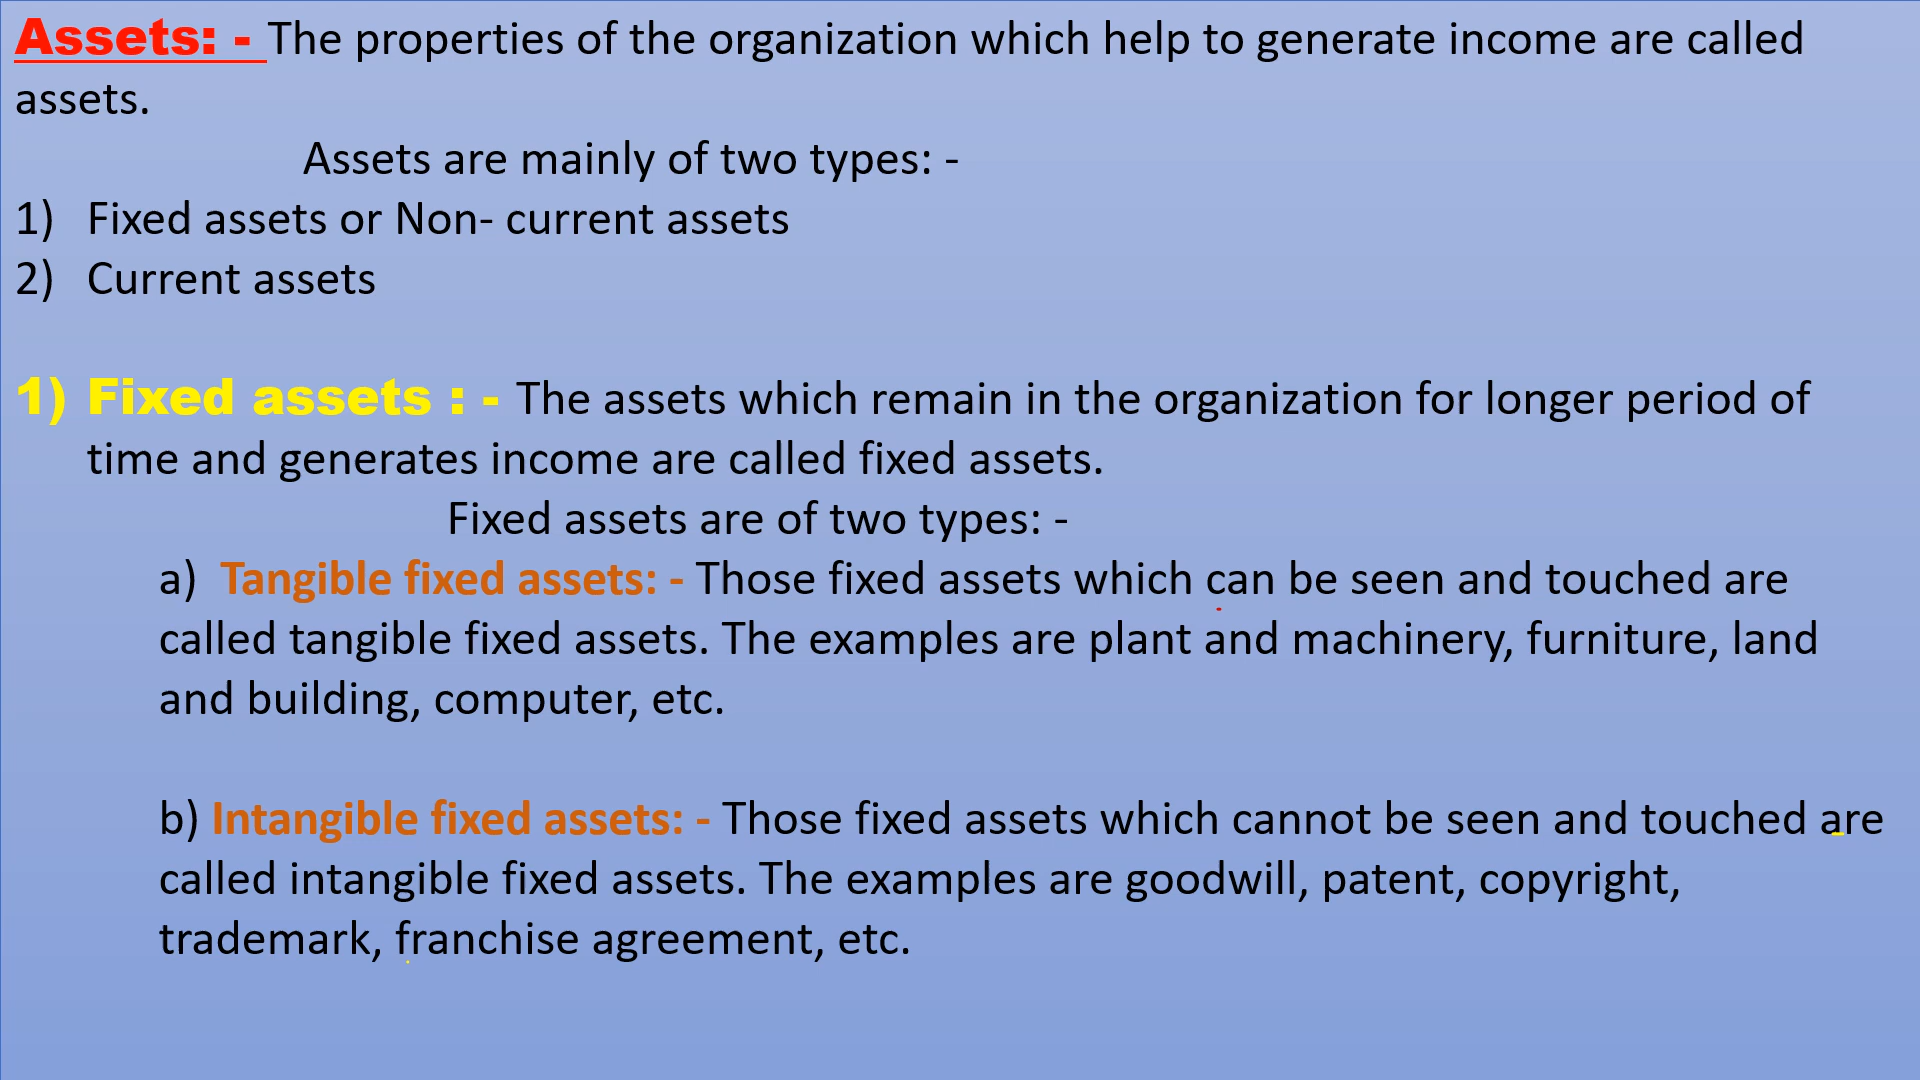 Assets: - The properties of the organization which help to generate income are called
assets.
Assets are mainly of two types: -
1) Fixed assets or Non- current assets
2) Current assets
1) Fixed assets : - The assets which remain in the organization for longer period of
time and generates income are called fixed assets.
Fixed assets are of two types: -
a) Tangible fixed assets: - Those fixed assets which can be seen and touched are
called tangible fixed assets. The examples are plant and machinery, furniture, land
and building, computer, etc.
b) Intangible fixed assets: - Those fixed assets which cannot be seen and touched are
called intangible fixed assets. The examples are goodwill, patent, copyright,
trademark, franchise agreement, etc.